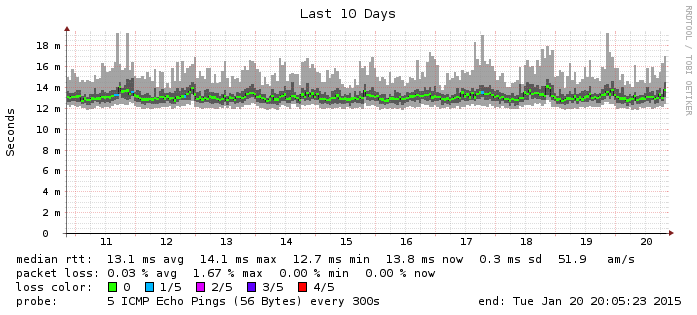 Last 10 Days
RRDTOOL / TOBI OETIKER
Seconds
18 m
16 m
14 m
12 m
10 m
8 m
6 m
4 m
2 m
0
11 12 13 14 15 16 17 18 19 20
median rtt: 13.1 ms avg 14.1 ms max 12.7 ms min 13.8 ms now 0.3 ms sd 51.9 am/s
packet loss: 0.03 % avg 1.67 % max 0.00 % min 0.00 % now
loss color: 0 1/5 2/5 3/5 4/5
probe: 5 ICMP Echo Pings (56 Bytes) every 300s end: Tue Jan 20 20:05:23 2015